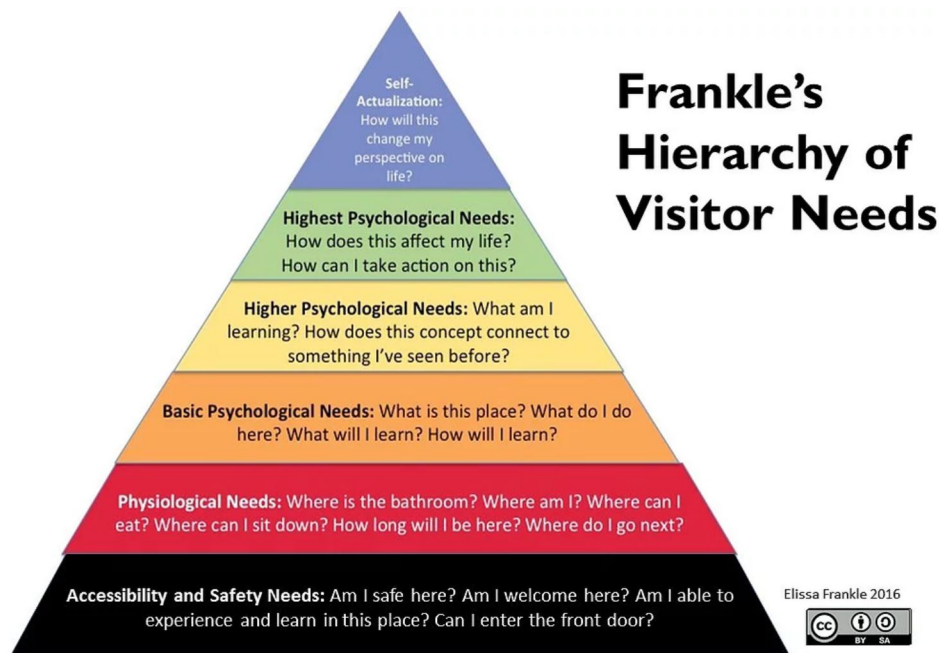 Frankle’s
Hierarchy of
Visitor Needs
Self-
Actualization:
How will this
change my
perspective on
life?
Highest Psychological Needs:
How does this affect my life?
How can I take action on this?
Higher Psychological Needs: What am I
learning? How does this concept connect to
something I’ve seen before?
Basic Psychological Needs: What is this place? What do I do
here? What will I learn? How will I learn?
Physiological Needs: Where is the bathroom? Where am I? Where can I
eat? Where can I sit down? How long will I be here? Where do I go next?
Accessibility and Safety Needs: Am I safe here? Am I welcome here? Am I able to
experience and learn in this place? Can I enter the front door?
Elissa Frankle 2016
cc
BY SA